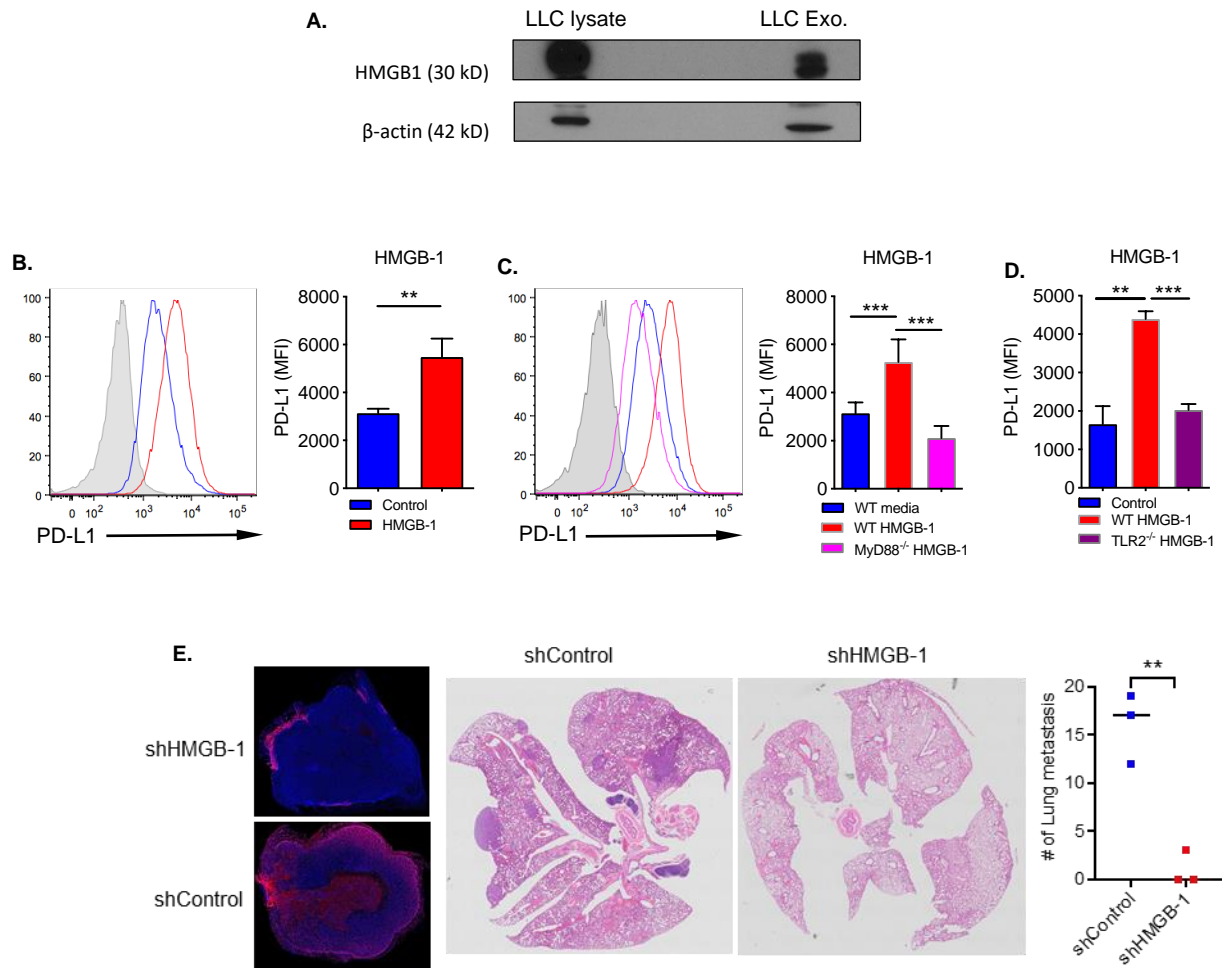 A.
LLC lysate LLC Exo.
HMGB1 (30 kD)
β-actin (42 kD)
B.
100
80
60
40
20
0
0 10² 10³ 10⁴ 10⁵
PD-L1
HMGB-1
**
PD-L1 (MFI)
8000
6000
4000
2000
0
Control
HMGB-1
C.
100
80
60
40
20
0
0 10² 10³ 10⁴ 10⁵
PD-L1
HMGB-1
*** ***
PD-L1 (MFI)
8000
6000
4000
2000
0
WT media
WT HMGB-1
MyD88⁻/⁻ HMGB-1
D.
HMGB-1
** ***
PD-L1 (MFI)
5000
4000
3000
2000
1000
0
Control
WT HMGB-1
TLR2⁻/⁻ HMGB-1
E.
shHMGB-1
shControl
shControl
shHMGB-1
**
# of Lung metastasis
20
15
10
5
0
shControl
shHMGB-1